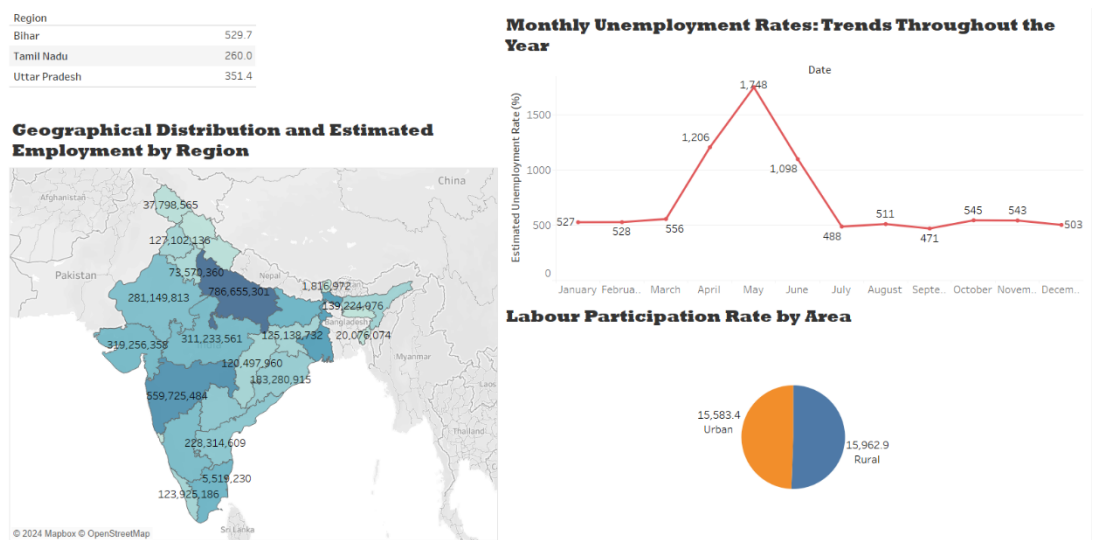 Region
Bihar 529.7
Tamil Nadu 260.0
Uttar Pradesh 351.4
Geographical Distribution and Estimated
Employment by Region
China
Afghanistan
37,798,565
127,102,136
Pakistan
73,570,360
Nepal
786,655,301
1,816,972
281,149,813
139,224,076
Bangladesh
319,256,358
311,233,561
125,138,732
20,076,074
Myanmar
120,497,960
183,280,915
Laos
559,725,484
Thailand
228,314,609
5,519,230
123,925,186
Sri Lanka
© 2024 Mapbox © OpenStreetMap
Monthly Unemployment Rates: Trends Throughout the
Year
Date
Estimated Unemployment Rate (%)
1500
1000
500
0
527
528
556
1,206
1,748
1,098
488
511
471
545
543
503
January Februa.. March April May June July August Septe.. October Novem.. Decem..
Labour Participation Rate by Area
15,583.4
Urban
15,962.9
Rural